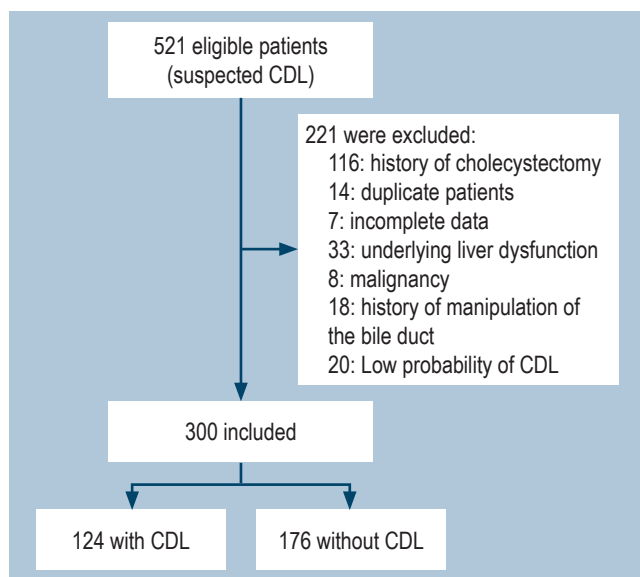 521 eligible patients
(suspected CDL)
221 were excluded:
116: history of cholecystectomy
14: duplicate patients
7: incomplete data
33: underlying liver dysfunction
8: malignancy
18: history of manipulation of
the bile duct
20: Low probability of CDL
300 included
124 with CDL
176 without CDL